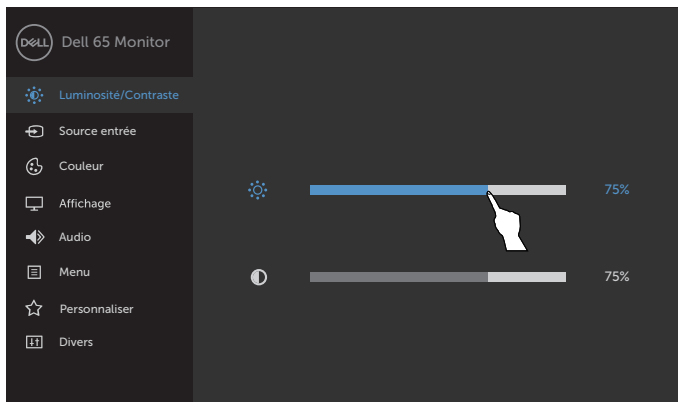 DELL
Dell 65 Monitor
Luminosité/Contraste
Source entrée
Couleur
Affichage
Audio
Menu
Personnaliser
Divers
75%
75%